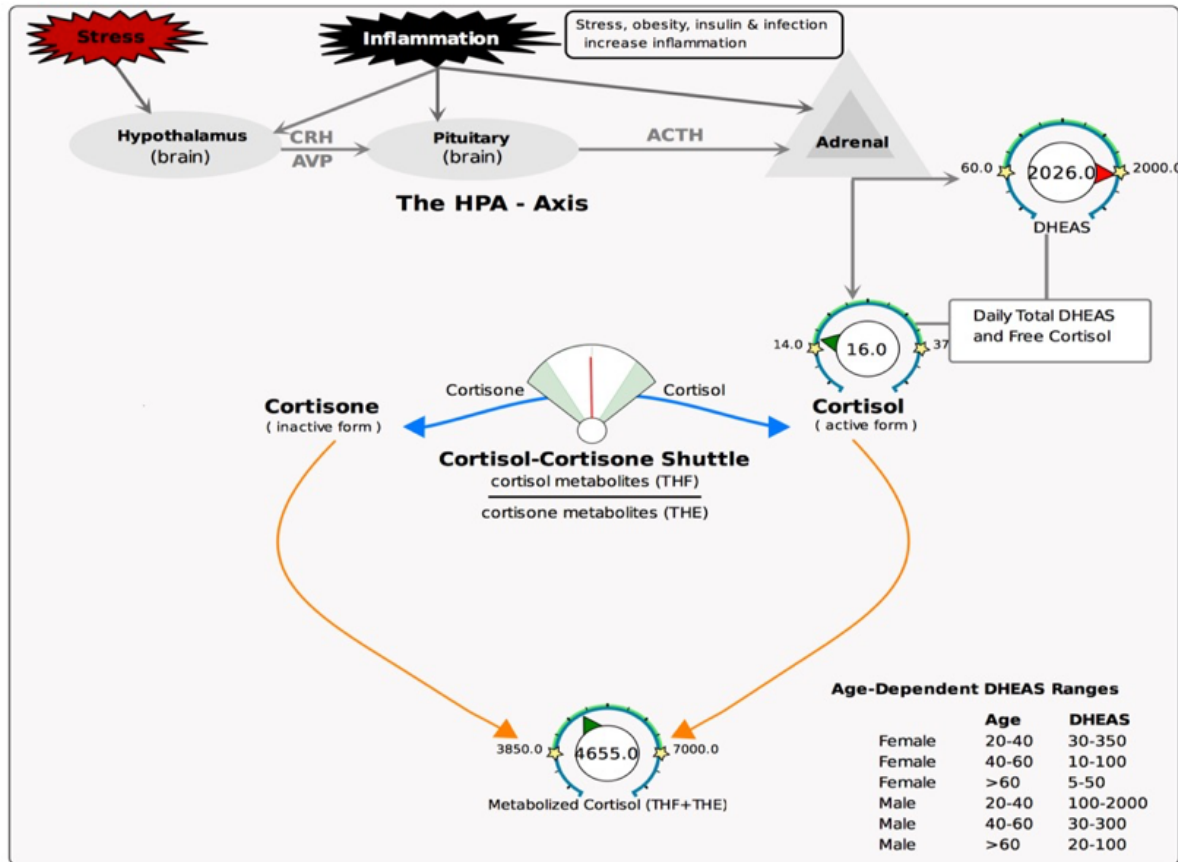 Stress
Inflammation
Stress, obesity, insulin & infection
increase inflammation
Hypothalamus
(brain)
CRH
AVP
Pituitary
(brain)
ACTH
Adrenal
60.0
2026.0
2000.0
DHEAS
The HPA - Axis
Daily Total DHEAS
and Free Cortisol
14.0
16.0
37
Cortisone
Cortisol
Cortisone
( inactive form )
Cortisol
( active form )
Cortisol-Cortisone Shuttle
cortisol metabolites (THF)
cortisone metabolites (THE)
3850.0
4655.0
7000.0
Metabolized Cortisol (THF+THE)
Age-Dependent DHEAS Ranges
Age DHEAS
Female 20-40 30-350
Female 40-60 10-100
Female >60 5-50
Male 20-40 100-2000
Male 40-60 30-300
Male >60 20-100